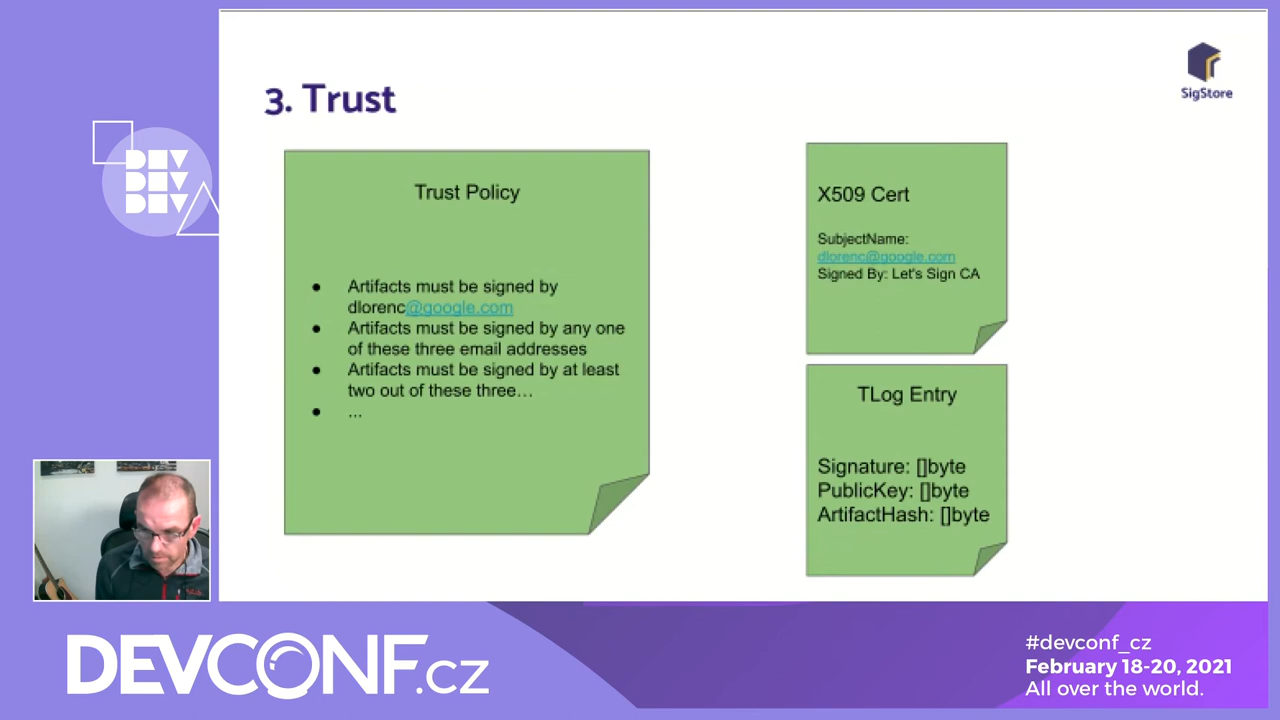 3. Trust
SigStore
Trust Policy
● Artifacts must be signed by
dlorenc@google.com
● Artifacts must be signed by any one
of these three email addresses
● Artifacts must be signed by at least
two out of these three…
● ...
X509 Cert
SubjectName:
dlorenc@google.com
Signed By: Let's Sign CA
TLog Entry
Signature: []byte
PublicKey: []byte
ArtifactHash: []byte
DEV
DEV
DEV
DEVCONF.cz
#devconf_cz
February 18-20, 2021
All over the world.